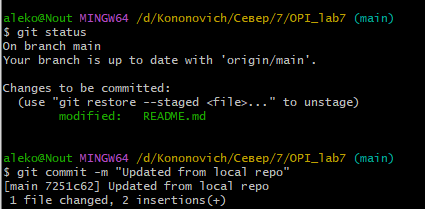 aleko@Nout MINGW64 /d/Kononovich/Север/7/OPI_lab7 (main)
$ git status
On branch main
Your branch is up to date with 'origin/main'.
Changes to be committed:
(use "git restore --staged <file>..." to unstage)
modified: README.md
aleko@Nout MINGW64 /d/Kononovich/Север/7/OPI_lab7 (main)
$ git commit -m "Updated from local repo"
[main 7251c62] Updated from local repo
1 file changed, 2 insertions(+)